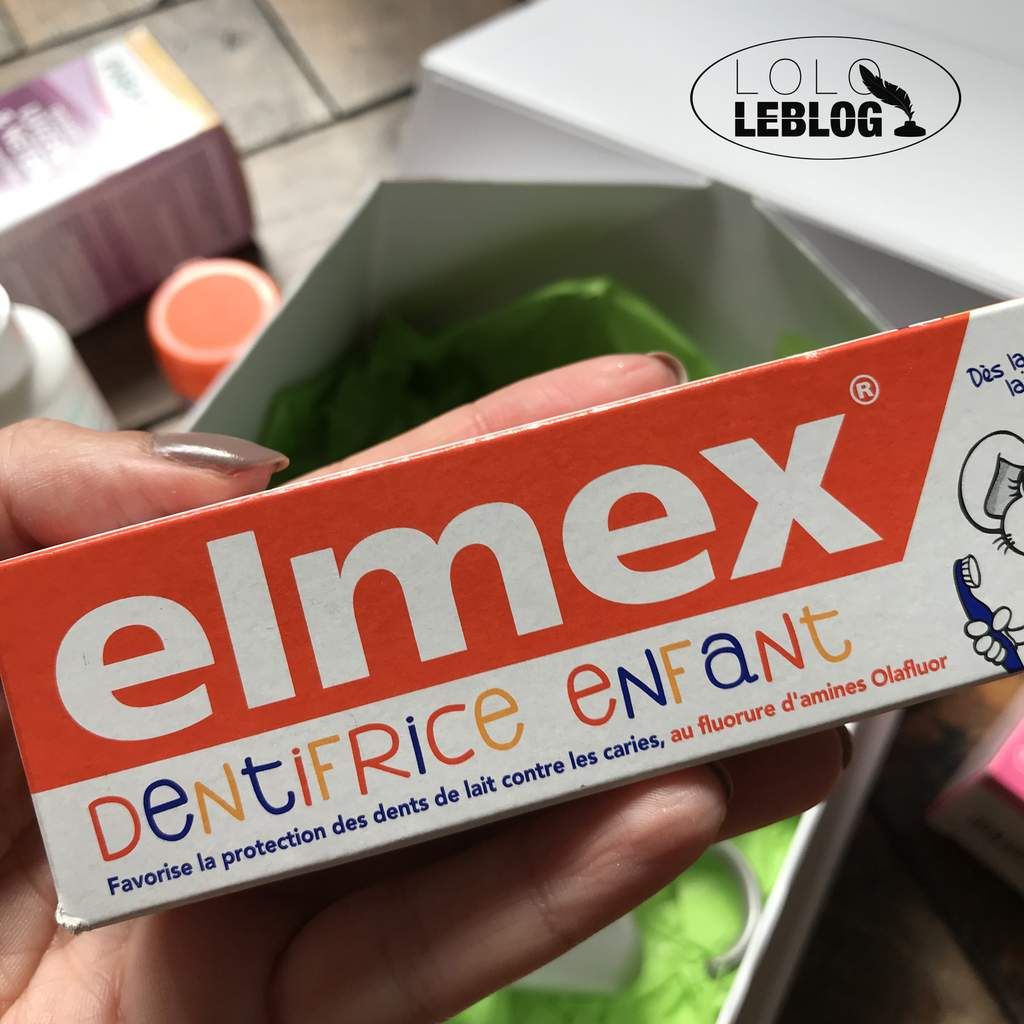 LOLO
LEBLOG
elmex®
Dès la
la
DENTIFRICE ENFANT
Favorise la protection des dents de lait contre les caries, au fluorure d'amines Olafluor